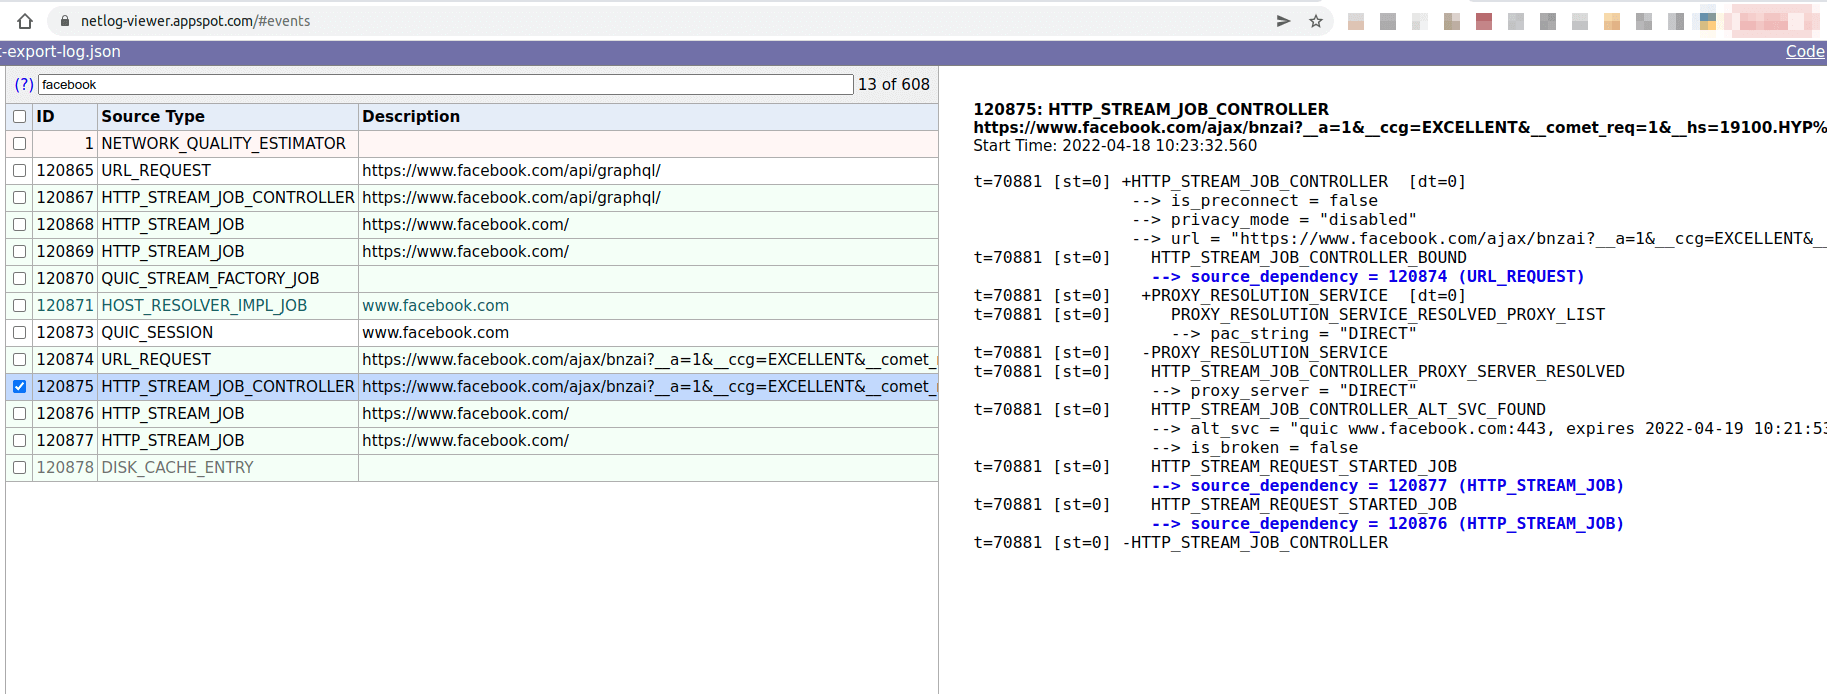 netlog-viewer.appspot.com/#events
t-export-log.json
Code
(?) facebook 13 of 608
ID Source Type Description
1 NETWORK_QUALITY_ESTIMATOR
120865 URL_REQUEST https://www.facebook.com/api/graphql/
120867 HTTP_STREAM_JOB_CONTROLLER https://www.facebook.com/api/graphql/
120868 HTTP_STREAM_JOB https://www.facebook.com/
120869 HTTP_STREAM_JOB https://www.facebook.com/
120870 QUIC_STREAM_FACTORY_JOB
120871 HOST_RESOLVER_IMPL_JOB www.facebook.com
120873 QUIC_SESSION www.facebook.com
120874 URL_REQUEST https://www.facebook.com/ajax/bnzai?__a=1&__ccg=EXCELLENT&__comet_
120875 HTTP_STREAM_JOB_CONTROLLER https://www.facebook.com/ajax/bnzai?__a=1&__ccg=EXCELLENT&__comet_
120876 HTTP_STREAM_JOB https://www.facebook.com/
120877 HTTP_STREAM_JOB https://www.facebook.com/
120878 DISK_CACHE_ENTRY
120875: HTTP_STREAM_JOB_CONTROLLER
https://www.facebook.com/ajax/bnzai?__a=1&__ccg=EXCELLENT&__comet_req=1&__hs=19100.HYP%
Start Time: 2022-04-18 10:23:32.560
t=70881 [st=0] +HTTP_STREAM_JOB_CONTROLLER [dt=0]
--> is_preconnect = false
--> privacy_mode = "disabled"
--> url = "https://www.facebook.com/ajax/bnzai?__a=1&__ccg=EXCELLENT&__
t=70881 [st=0] HTTP_STREAM_JOB_CONTROLLER_BOUND
--> source_dependency = 120874 (URL_REQUEST)
t=70881 [st=0] +PROXY_RESOLUTION_SERVICE [dt=0]
t=70881 [st=0] PROXY_RESOLUTION_SERVICE_RESOLVED_PROXY_LIST
--> pac_string = "DIRECT"
t=70881 [st=0] -PROXY_RESOLUTION_SERVICE
t=70881 [st=0] HTTP_STREAM_JOB_CONTROLLER_PROXY_SERVER_RESOLVED
--> proxy_server = "DIRECT"
t=70881 [st=0] HTTP_STREAM_JOB_CONTROLLER_ALT_SVC_FOUND
--> alt_svc = "quic www.facebook.com:443, expires 2022-04-19 10:21:53
--> is_broken = false
t=70881 [st=0] HTTP_STREAM_REQUEST_STARTED_JOB
--> source_dependency = 120877 (HTTP_STREAM_JOB)
t=70881 [st=0] HTTP_STREAM_REQUEST_STARTED_JOB
--> source_dependency = 120876 (HTTP_STREAM_JOB)
t=70881 [st=0] -HTTP_STREAM_JOB_CONTROLLER